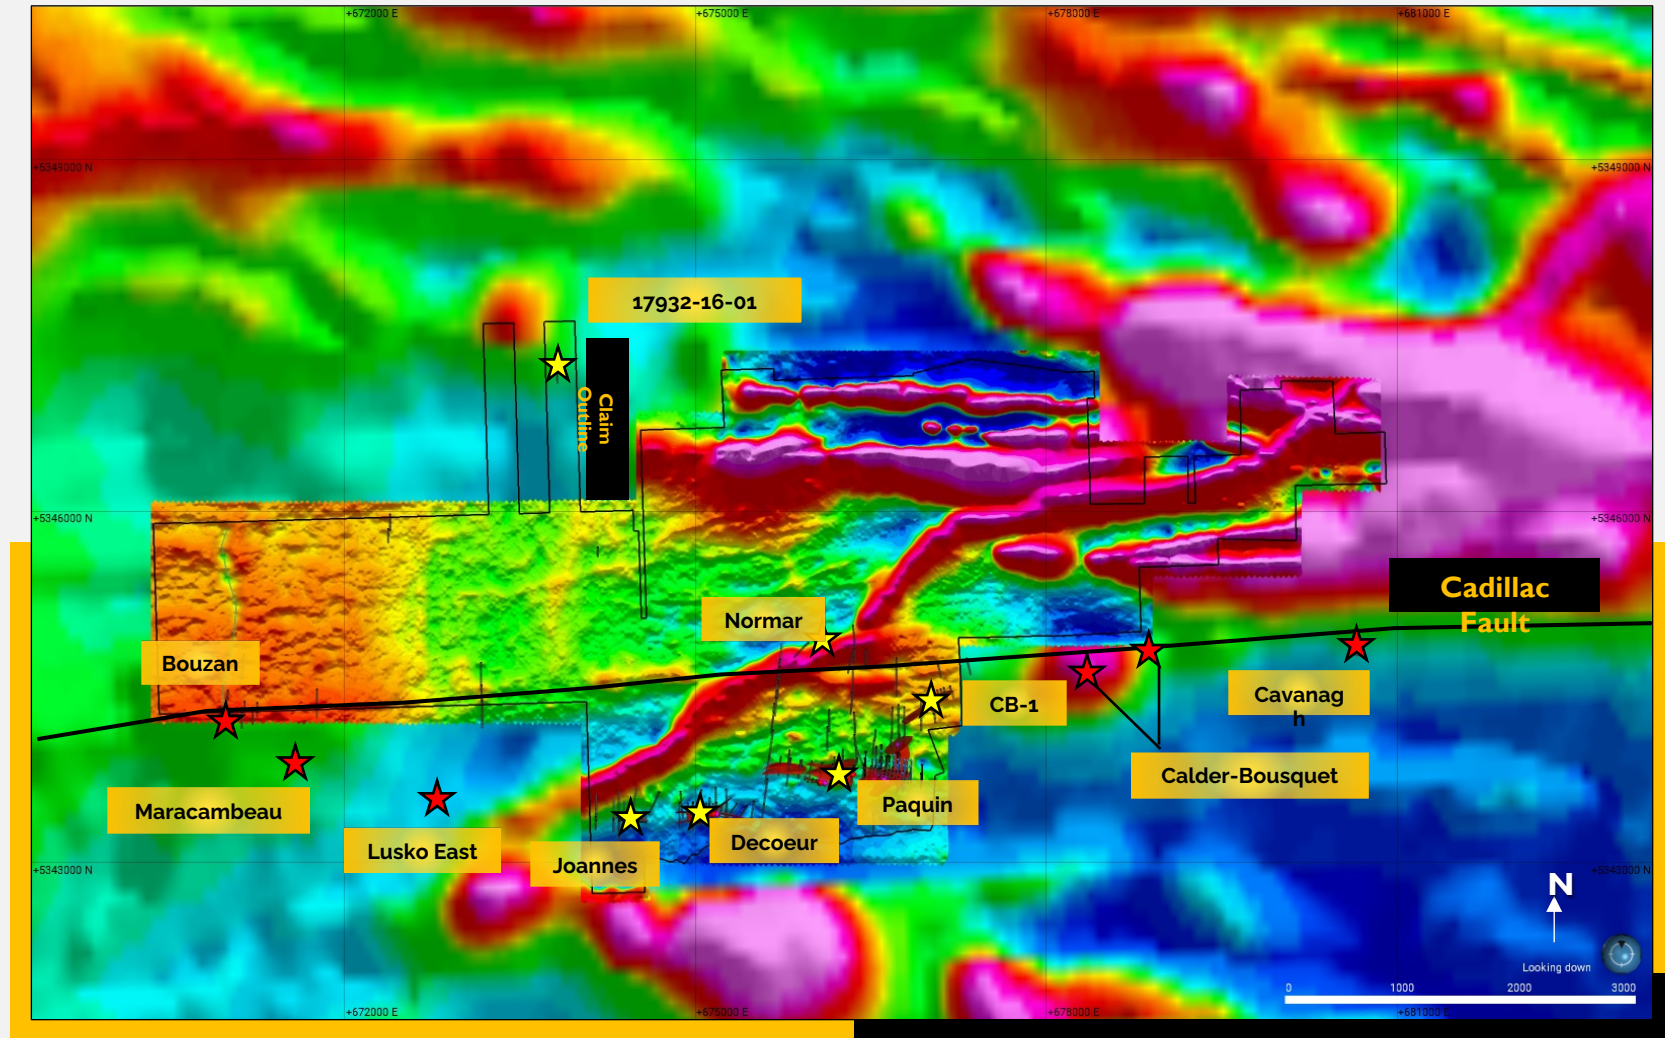 +672000 E
+675000 E
+678000 E
+681000 E
+5349000 N
+5349000 N
17932-16-01
Claim
Outline
+5346000 N
+5346000 N
Cadillac
Fault
Normar
Bouzan
CB-1
Cavanag
h
Calder-Bousquet
Maracambeau
Paquin
Lusko East
Decoeur
Joannes
+5343000 N
+5343000 N
N
Looking down
0 1000 2000 3000
+672000 E
+675000 E
+678000 E
+681000 E